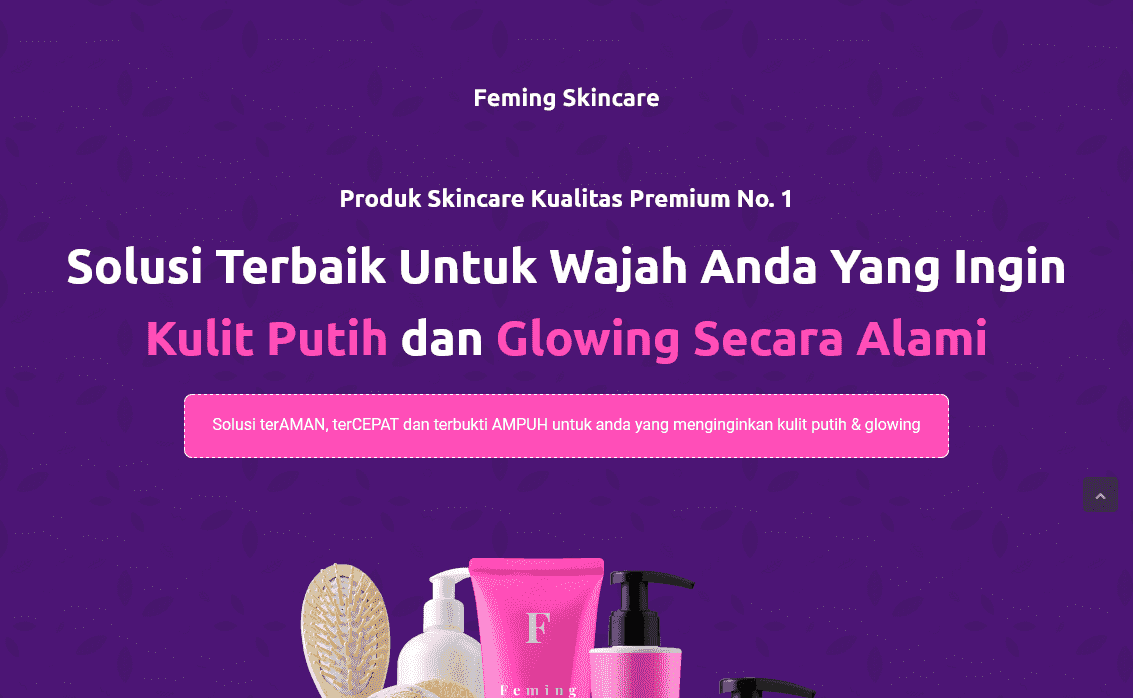 Feming Skincare
Produk Skincare Kualitas Premium No. 1
Solusi Terbaik Untuk Wajah Anda Yang Ingin
Kulit Putih dan Glowing Secara Alami
Solusi terAMAN, terCEPAT dan terbukti AMPUH untuk anda yang menginginkan kulit putih & glowing
F
Feming